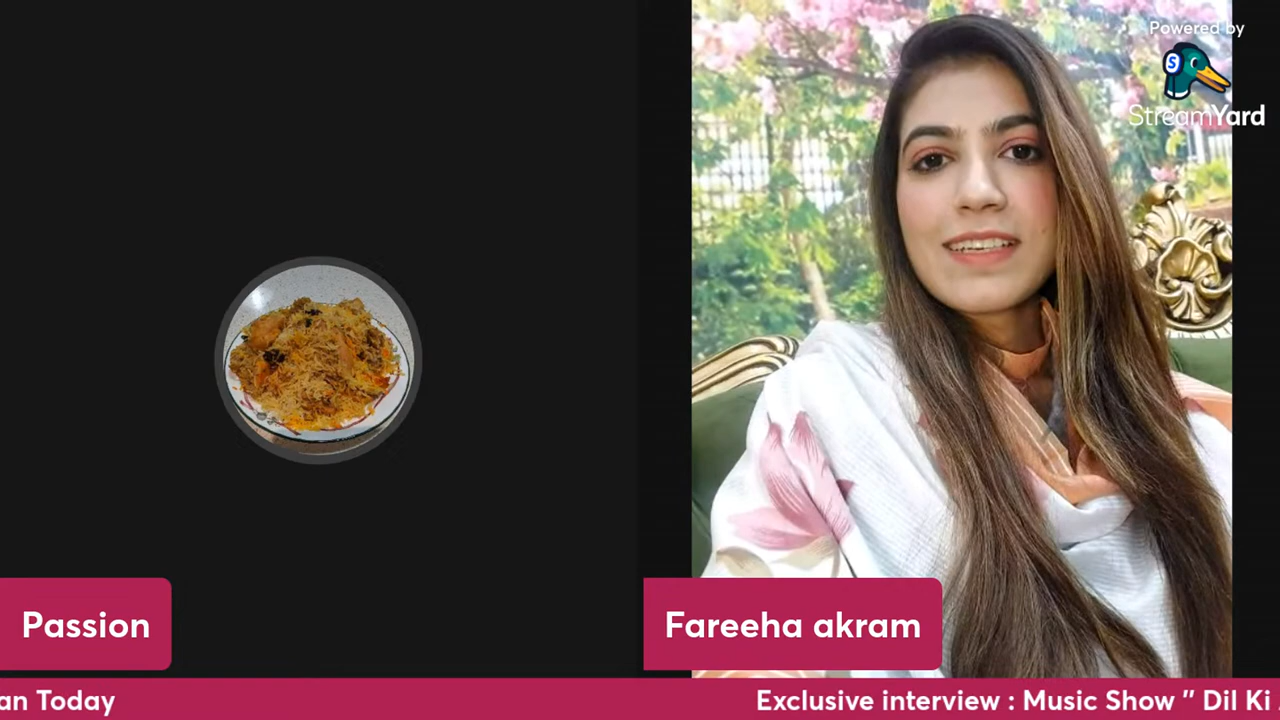 Powered by
StreamYard
Passion
Fareeha akram
an Today
Exclusive interview : Music Show " Dil Ki